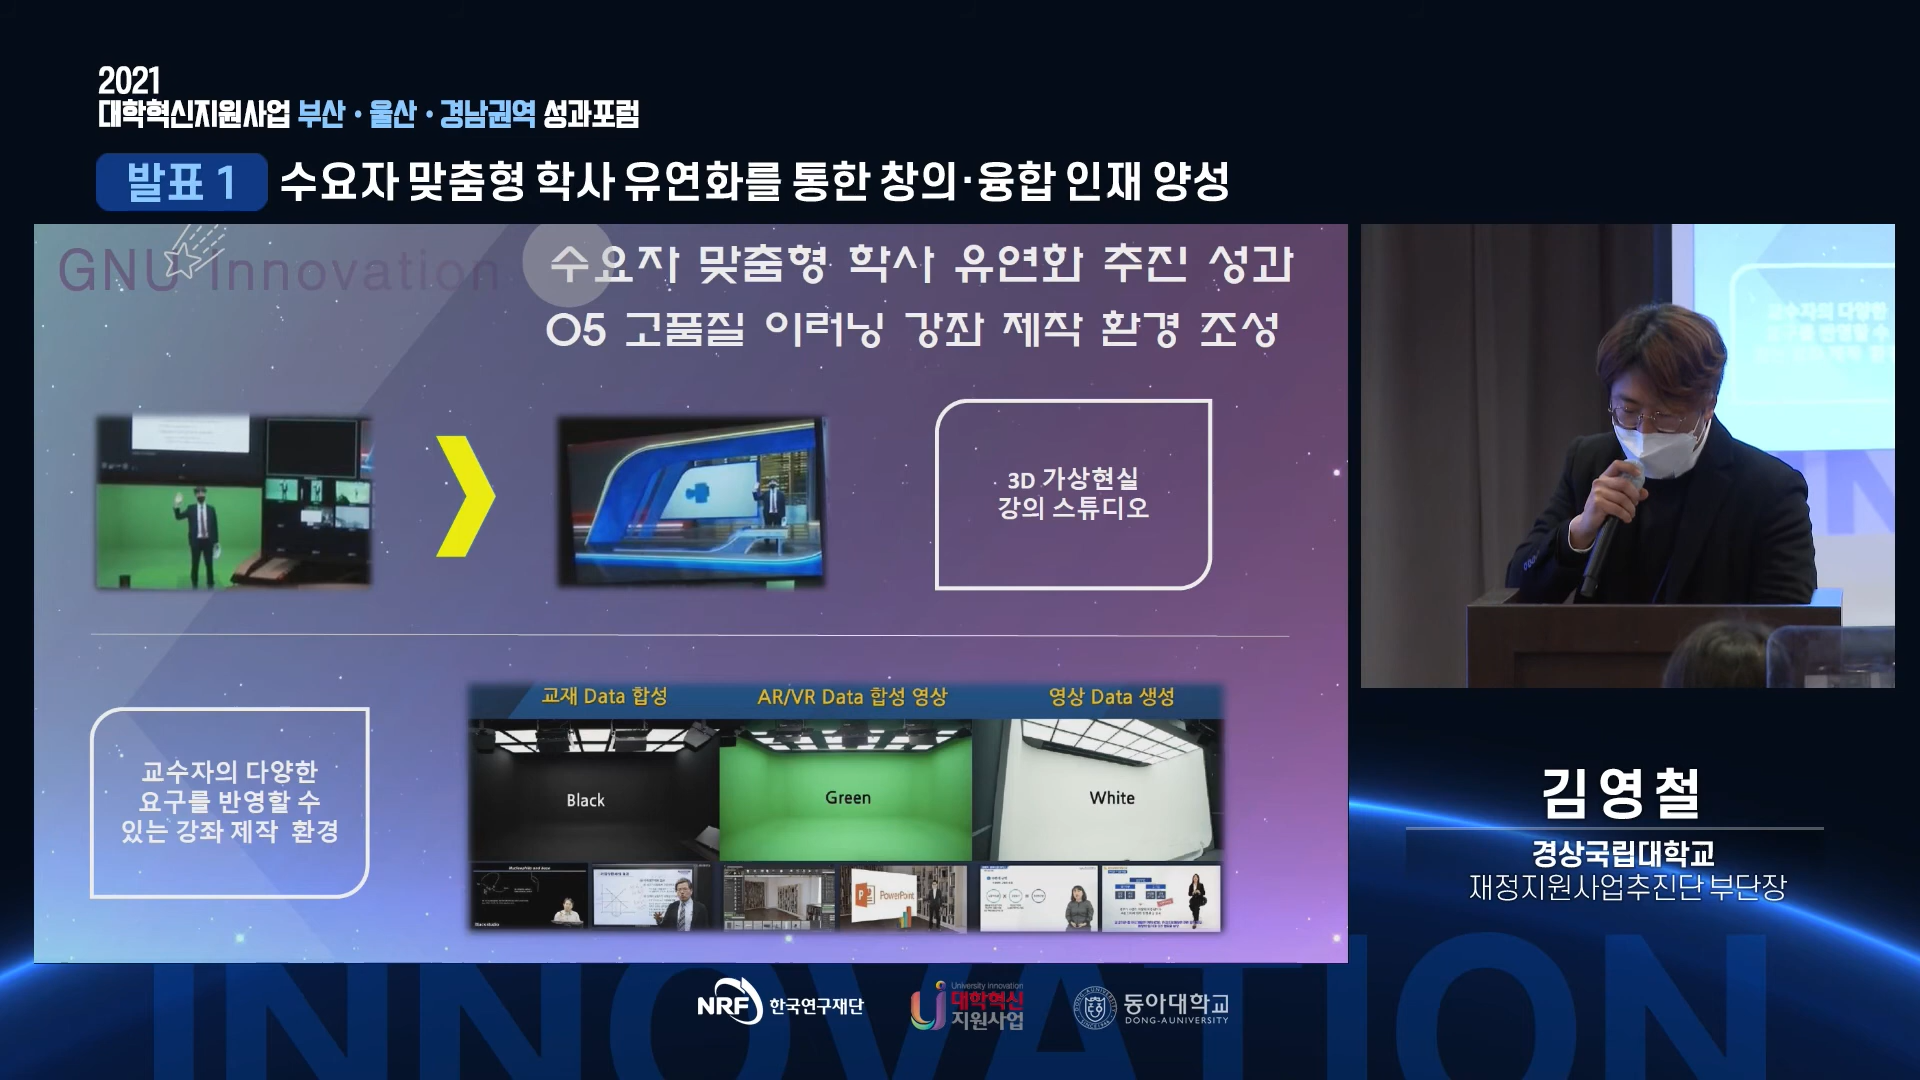 2021
대학혁신지원사업 부산·울산·경남권역 성과포럼
발표 1 수요자 맞춤형 학사 유연화를 통한 창의·융합 인재 양성
GNU Innovation
수요자 맞춤형 학사 유연화 추진 성과
05 고품질 이러닝 강좌 제작 환경 조성
3D 가상현실
강의 스튜디오
교수자의 다양한
요구를 반영할 수
있는 강좌 제작 환경
교재 Data 합성
AR/VR Data 합성 영상
영상 Data 생성
Black
Green
White
PowerPoint
김영철
경상국립대학교
재정지원사업추진단 부단장
INNOVATION
NRF 한국연구재단
University Innovation
대학혁신
지원사업
동아대학교
DONG-A UNIVERSITY